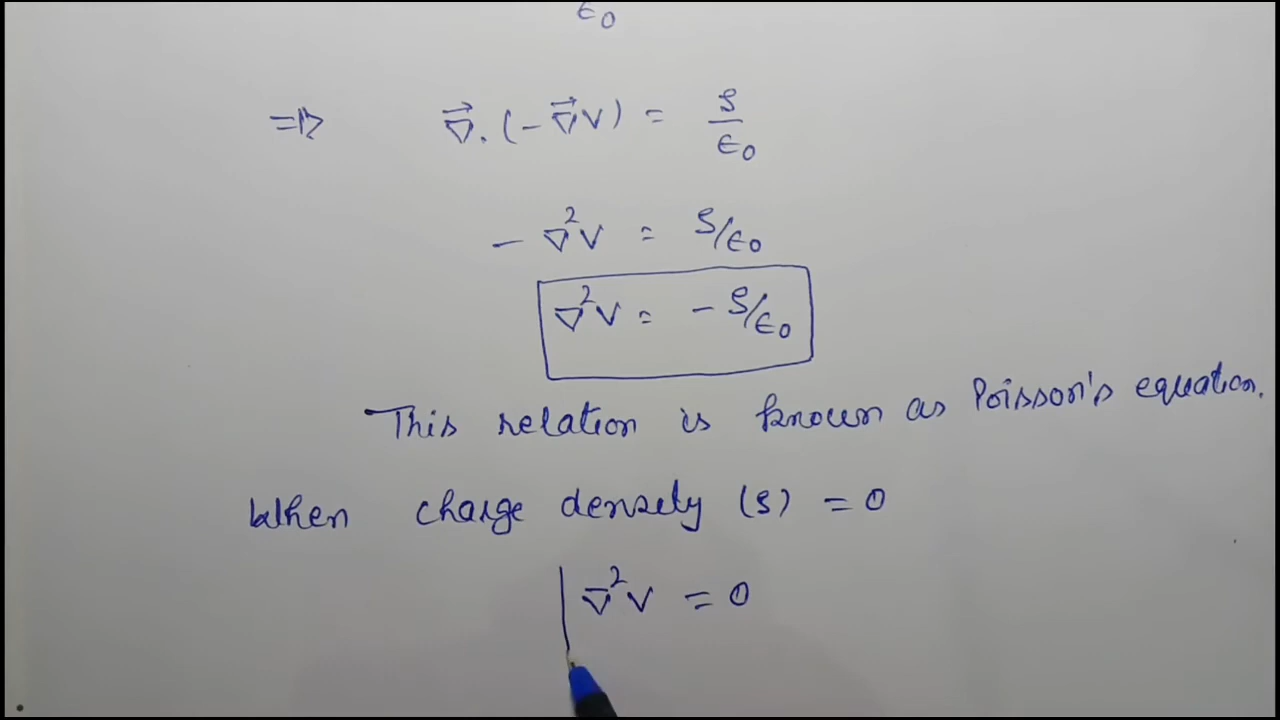 ε0
=> ∇⃗.(-∇⃗V) = ρ/ε0
- ∇²V = ρ/ε0
∇²V = - ρ/ε0
This relation is known as Poisson's equation.
When charge density (ρ) = 0
∇²V = 0